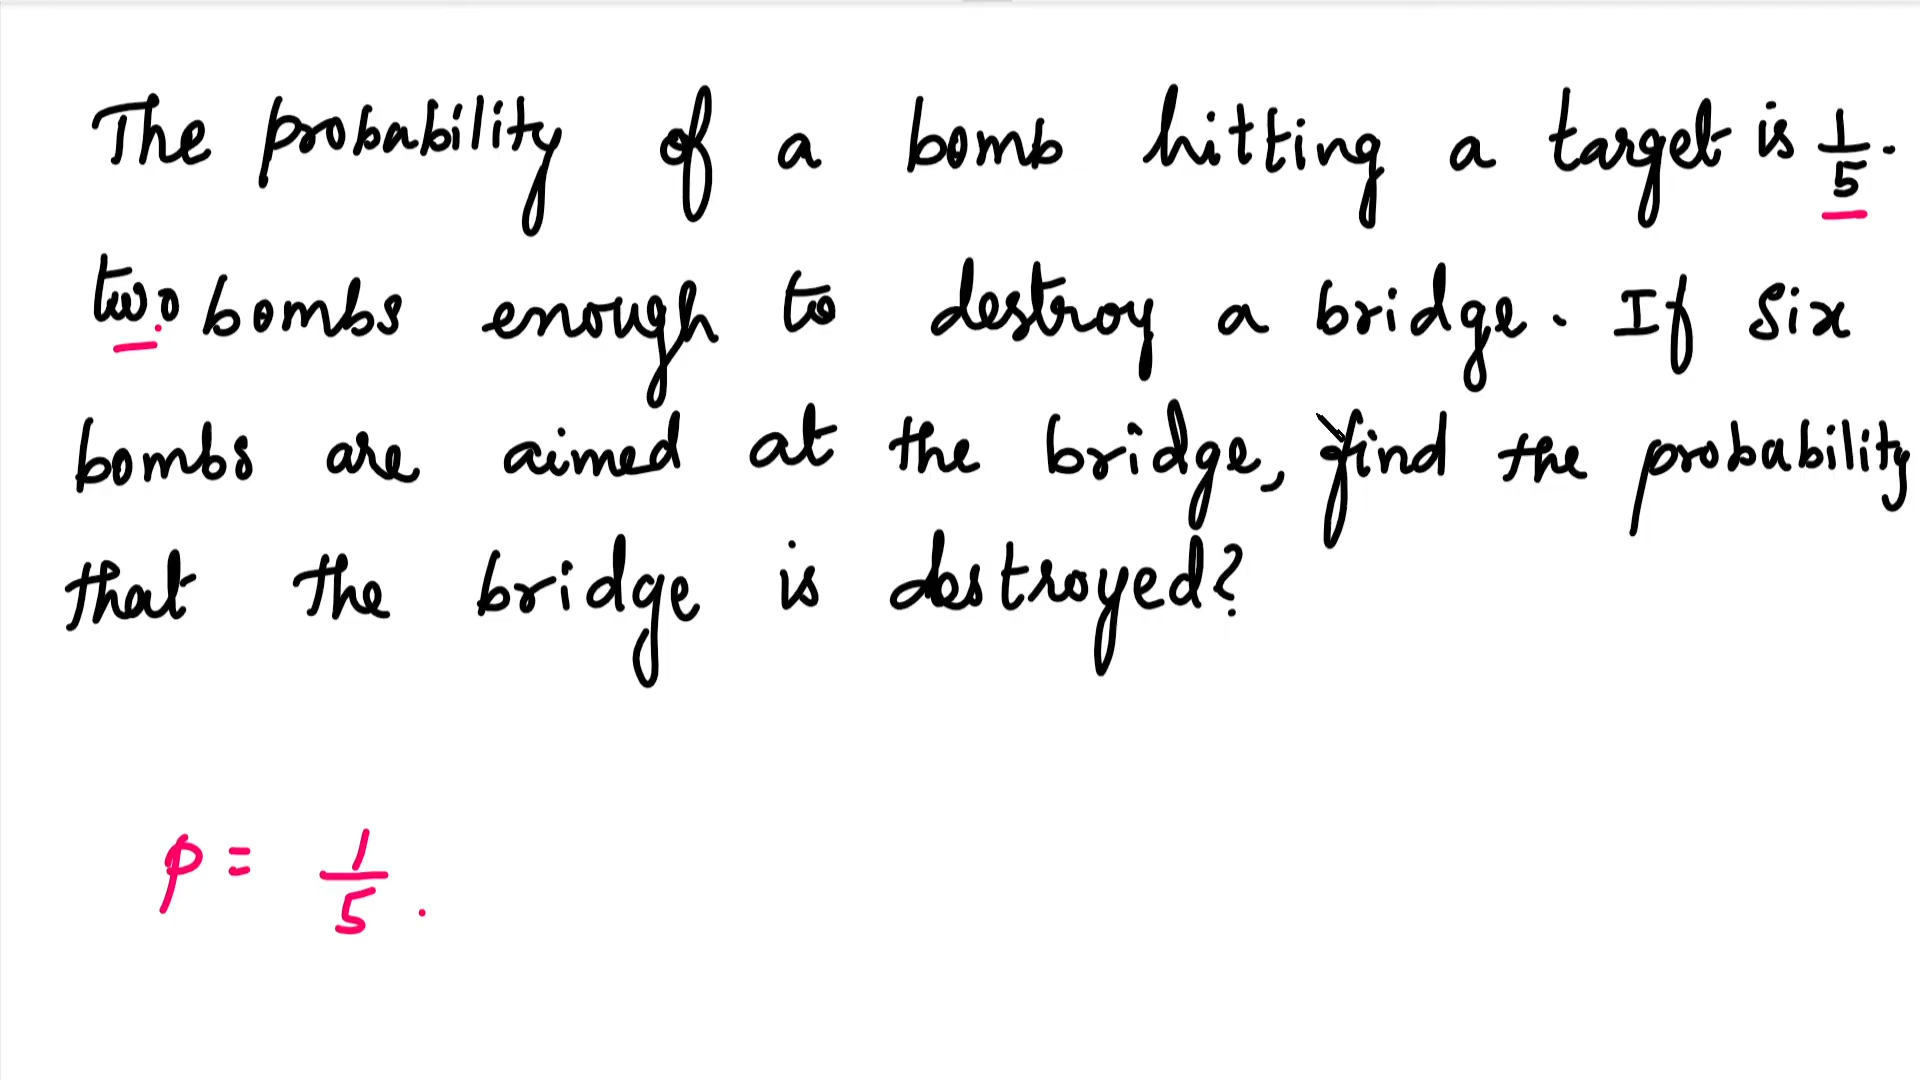 The probability of a bomb hitting a target is 1/5.
two bombs enough to destroy a bridge. If six
bombs are aimed at the bridge, find the probability
that the bridge is destroyed?
p = 1/5.